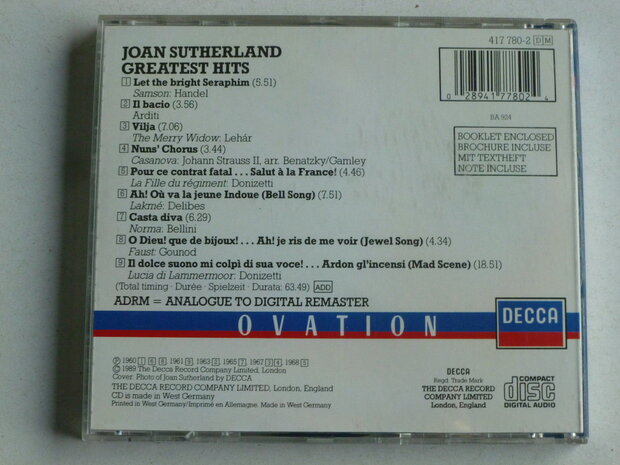 417 780-2 DM
JOAN SUTHERLAND
GREATEST HITS
1 Let the bright Seraphim (5.51)
Samson: Handel
2 Il bacio (3.56)
Arditi
3 Vilja (7.06)
The Merry Widow: Lehár
4 Nuns' Chorus (3.44)
Casanova: Johann Strauss II, arr. Benatzky/Gamley
5 Pour ce contrat fatal . . . Salut à la France! (4.46)
La Fille du régiment: Donizetti
6 Ah! Où va la jeune Indoue (Bell Song) (7.51)
Lakmé: Delibes
7 Casta diva (6.29)
Norma: Bellini
8 O Dieu! que de bijoux! . . . Ah! je ris de me voir (Jewel Song) (4.34)
Faust: Gounod
9 Il dolce suono mi colpì di sua voce! . . . Ardon gl'incensi (Mad Scene) (18.51)
Lucia di Lammermoor: Donizetti
(Total timing · Durée · Spielzeit · Durata: 63.49) ADD
ADRM = ANALOGUE TO DIGITAL REMASTER
0 28941 77802 4
BA 924
BOOKLET ENCLOSED
BROCHURE INCLUSE
MIT TEXTHEFT
NOTE INCLUSE
DECCA
OVATION
© 1989 The Decca Record Company Limited, London
Cover: Photo of Joan Sutherland by DECCA
THE DECCA RECORD COMPANY LIMITED, London, England
CD is made in West Germany
Printed in West Germany/Imprimé en Allemagne. Made in West Germany
DECCA
Regd. Trade Mark
THE DECCA RECORD
COMPANY LIMITED
London, England
COMPACT
disc
DIGITAL AUDIO